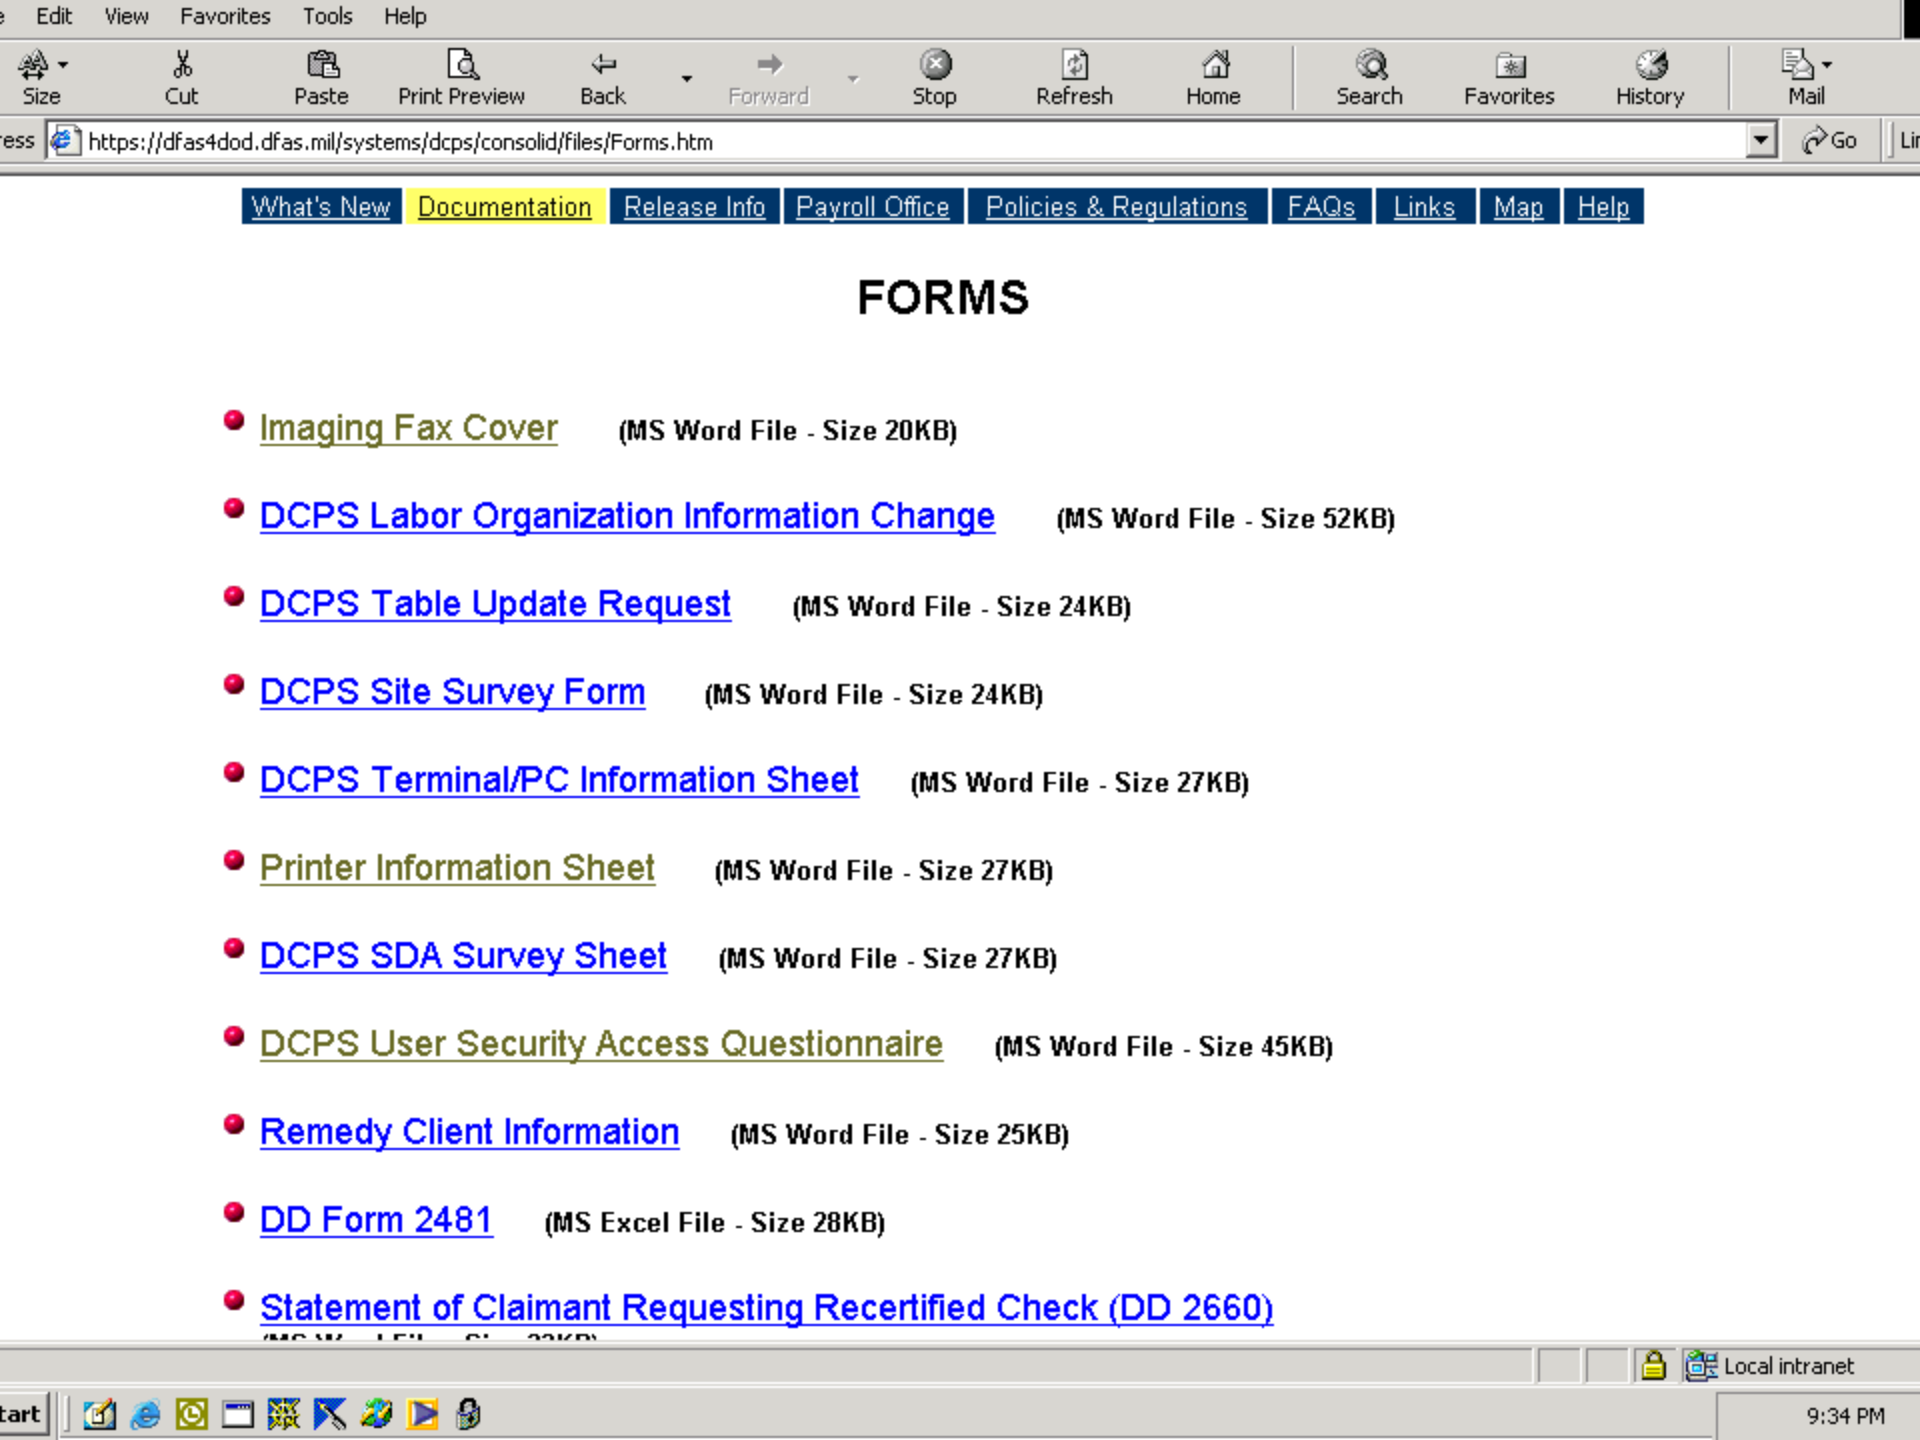 Edit View Favorites Tools Help
Size Cut Paste Print Preview Back Forward Stop Refresh Home Search Favorites History Mail
ess https://dfas4dod.dfas.mil/systems/dcps/consolid/files/Forms.htm Go Lin
What's New Documentation Release Info Payroll Office Policies & Regulations FAQs Links Map Help
FORMS
Imaging Fax Cover (MS Word File - Size 20KB)
DCPS Labor Organization Information Change (MS Word File - Size 52KB)
DCPS Table Update Request (MS Word File - Size 24KB)
DCPS Site Survey Form (MS Word File - Size 24KB)
DCPS Terminal/PC Information Sheet (MS Word File - Size 27KB)
Printer Information Sheet (MS Word File - Size 27KB)
DCPS SDA Survey Sheet (MS Word File - Size 27KB)
DCPS User Security Access Questionnaire (MS Word File - Size 45KB)
Remedy Client Information (MS Word File - Size 25KB)
DD Form 2481 (MS Excel File - Size 28KB)
Statement of Claimant Requesting Recertified Check (DD 2660)
Local intranet
tart 9:34 PM